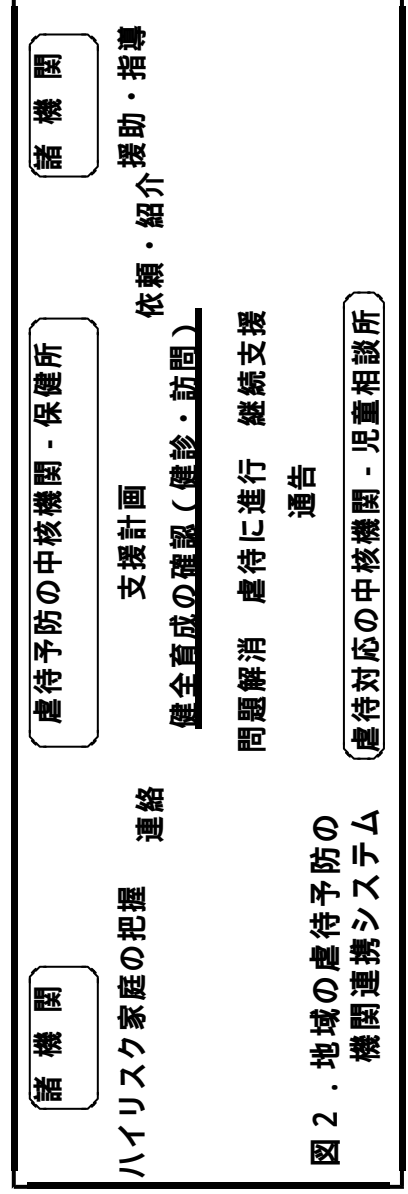 諸 機 関　虐待予防の中核機関 - 保健所　諸 機 関
ハイリスク家庭の把握　支援計画　援助・指導
連絡　依頼・紹介
健全育成の確認（健診・訪問）
問題解消　虐待に進行　継続支援
通告
図２．地域の虐待予防の
機関連携システム
虐待対応の中核機関 - 児童相談所